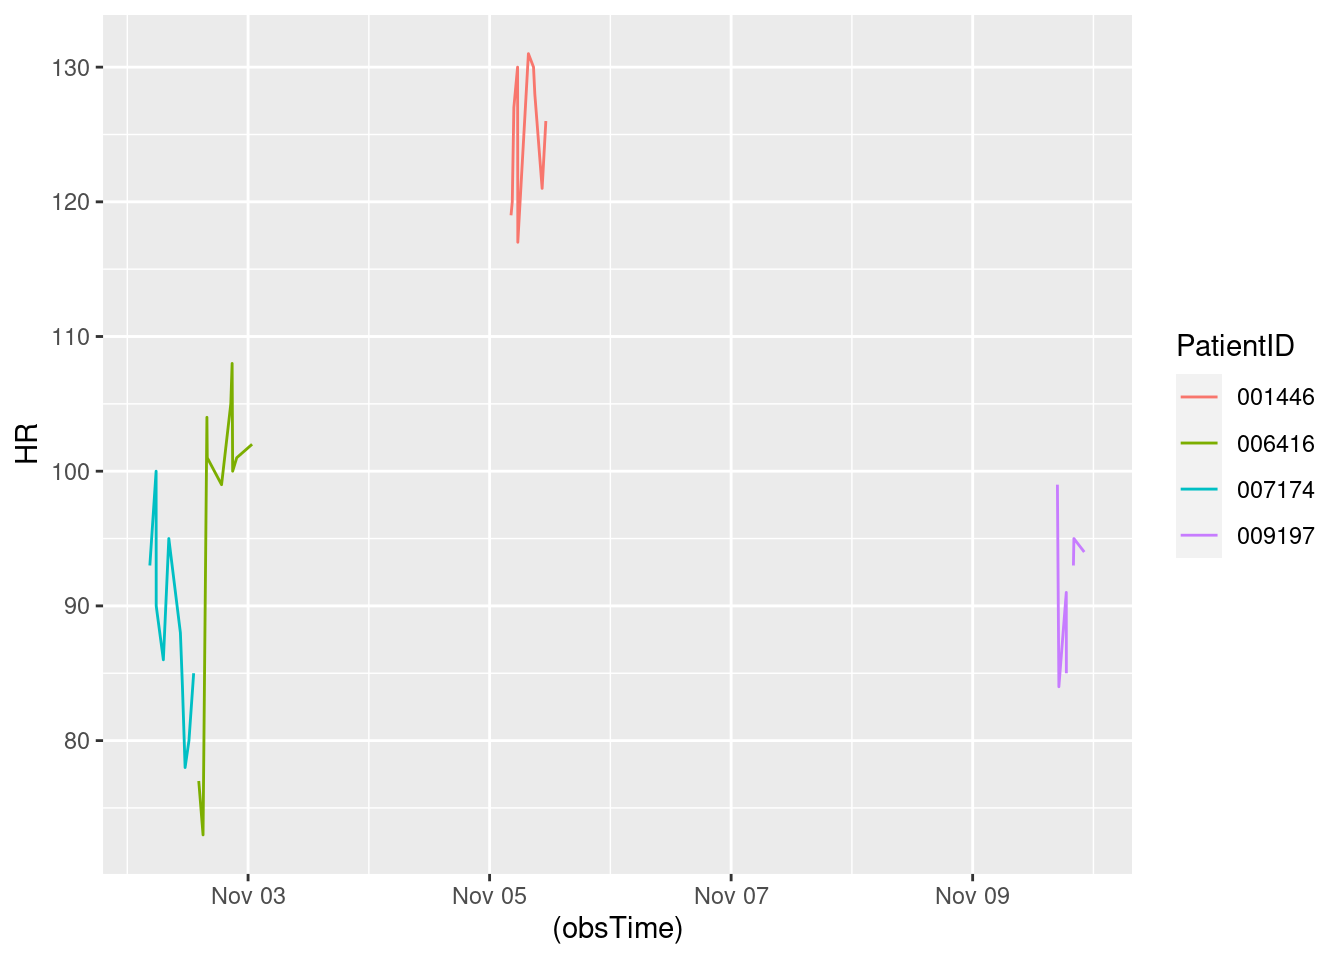 130
120
110
100
90
80
HR
Nov 03
Nov 05
Nov 07
Nov 09
(obsTime)
PatientID
001446
006416
007174
009197